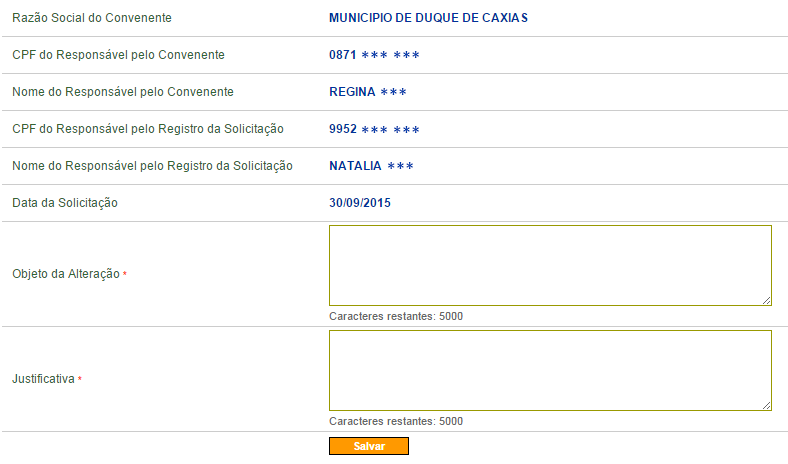 Razão Social do Convenente MUNICIPIO DE DUQUE DE CAXIAS
CPF do Responsável pelo Convenente 0871 *** ***
Nome do Responsável pelo Convenente REGINA ***
CPF do Responsável pelo Registro da Solicitação 9952 *** ***
Nome do Responsável pelo Registro da Solicitação NATALIA ***
Data da Solicitação 30/09/2015
Objeto da Alteração *
Caracteres restantes: 5000
Justificativa *
Caracteres restantes: 5000
Salvar